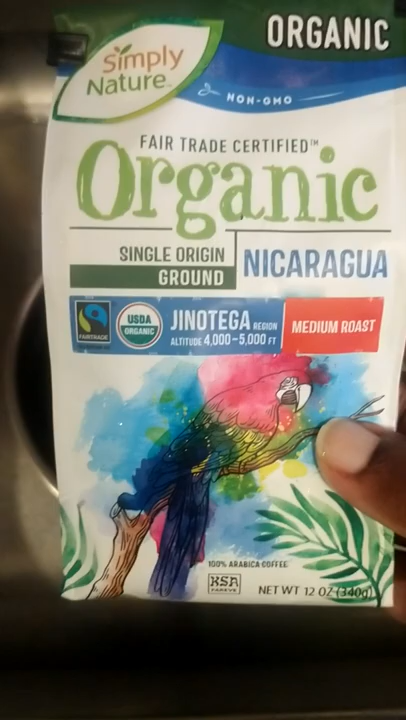 ORGANIC
Simply
Nature™
NON-GMO
FAIR TRADE CERTIFIED™
Organic
SINGLE ORIGIN
GROUND
NICARAGUA
FAIRTRADE
USDA
ORGANIC
JINOTEGA REGION
ALTITUDE 4,000-5,000 FT
MEDIUM ROAST
100% ARABICA COFFEE
KSA
PAREVE
NET WT 12 OZ (340g)